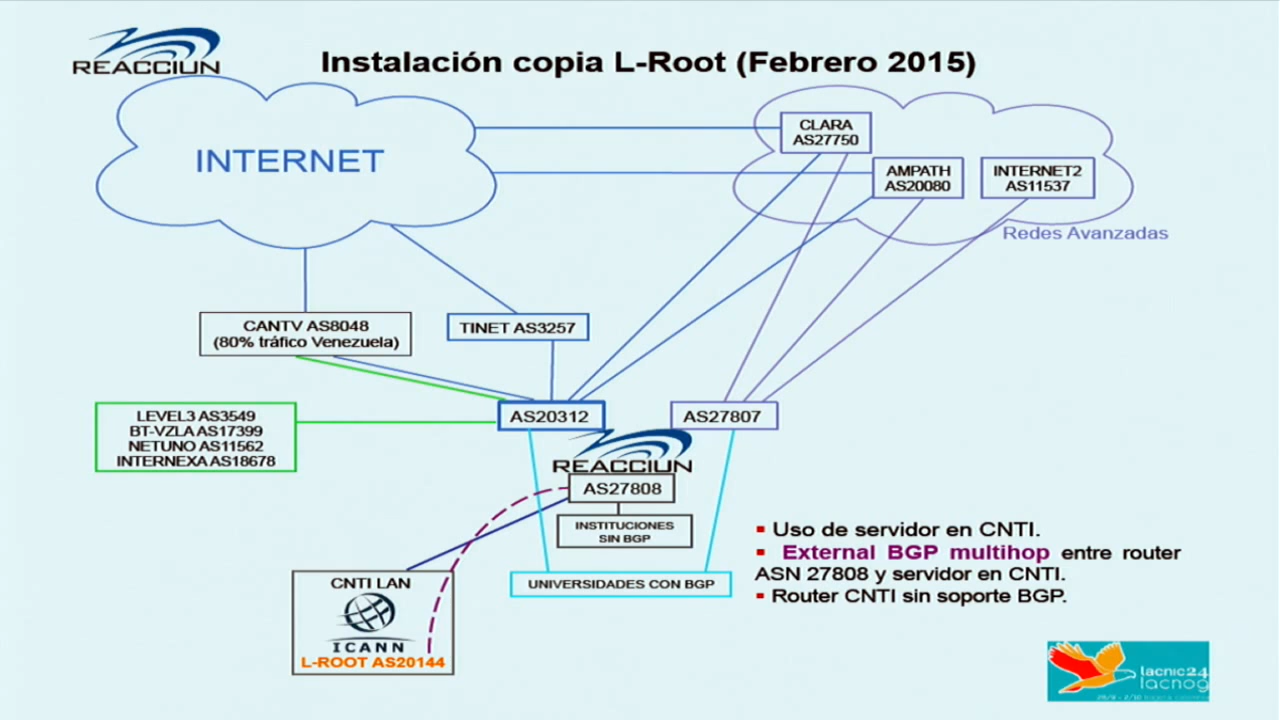 REACCIUN
Instalación copia L-Root (Febrero 2015)
INTERNET
CLARA
AS27750
AMPATH
AS20080
INTERNET2
AS11537
Redes Avanzadas
CANTV AS8048
(80% tráfico Venezuela)
TINET AS3257
LEVEL3 AS3549
BT-VZLA AS17399
NETUNO AS11562
INTERNEXA AS18678
AS20312
AS27807
REACCIUN
AS27808
INSTITUCIONES
SIN BGP
UNIVERSIDADES CON BGP
CNTI LAN
ICANN
L-ROOT AS20144
Uso de servidor en CNTI.
External BGP multihop entre router
ASN 27808 y servidor en CNTI.
Router CNTI sin soporte BGP.
lacnic24
lacnog